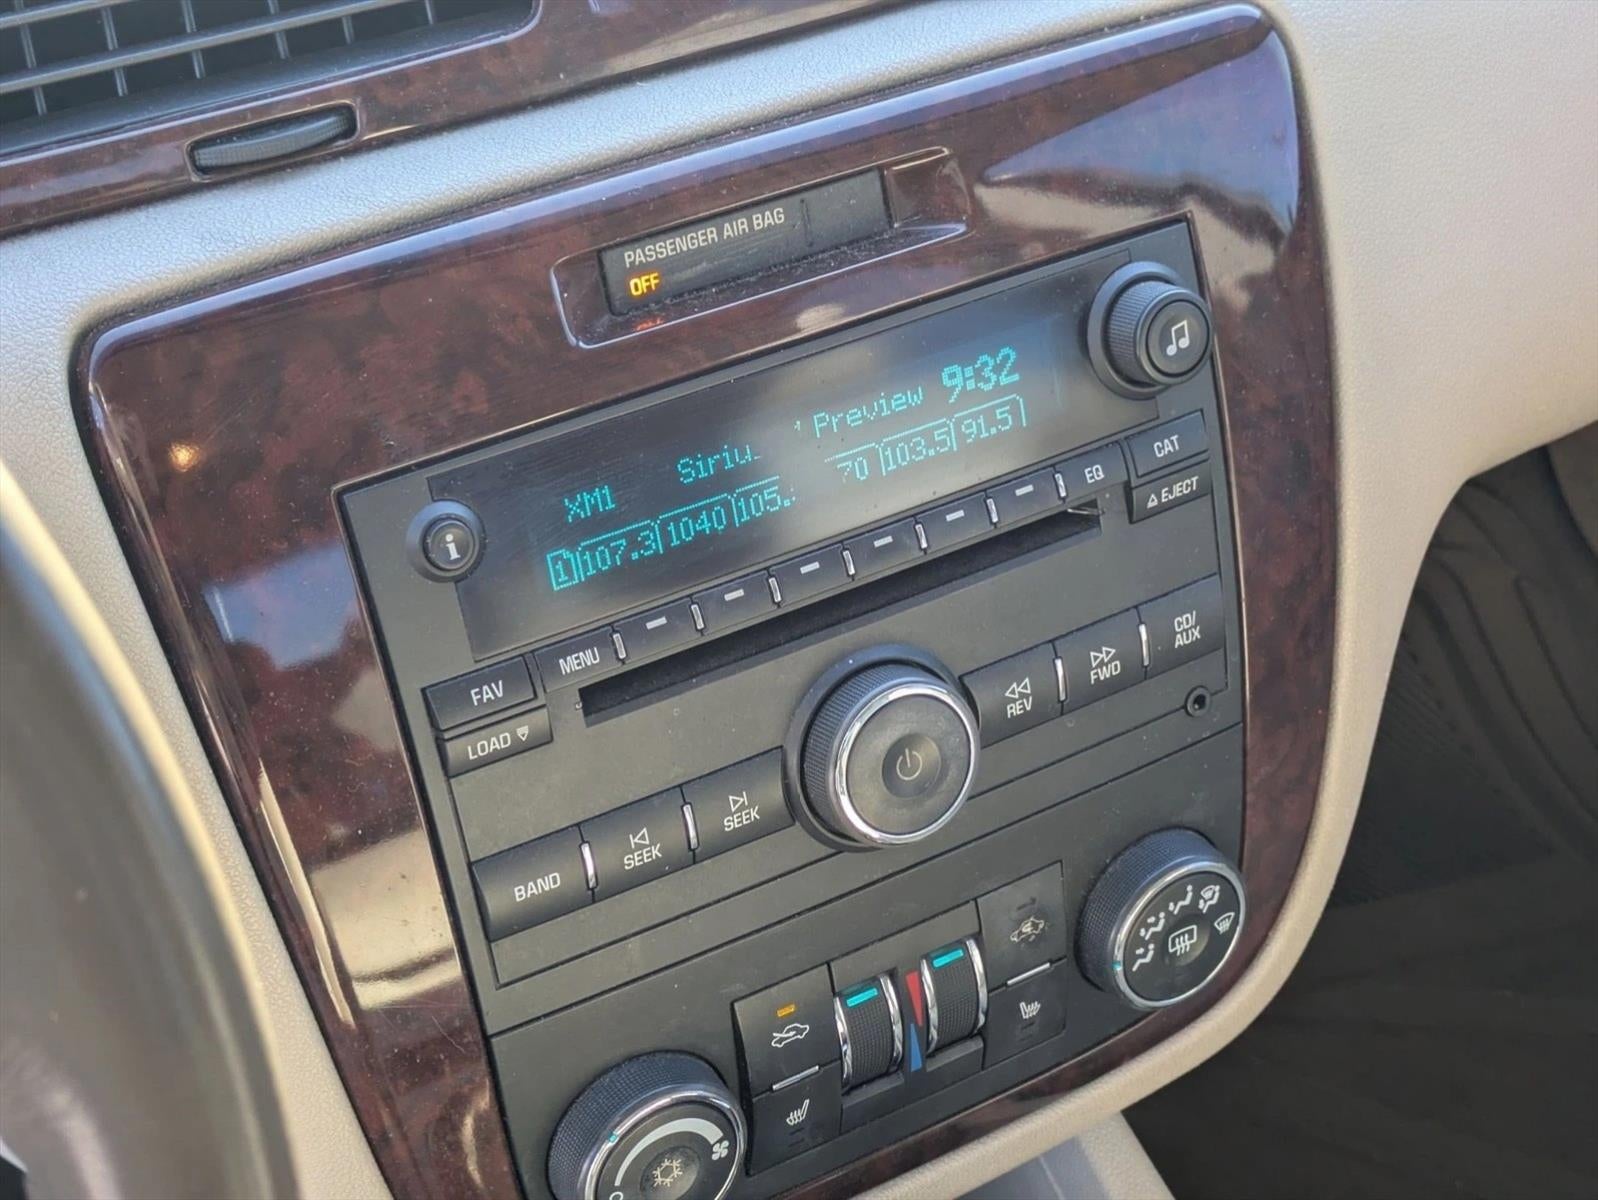 PASSENGER AIR BAG
OFF
XM1 Siriu Preview 9:32
1 107.3 1040 105. 70 103.5 91.5
i
CAT
EQ
EJECT
MENU
FAV
LOAD
CD/
AUX
FWD
REV
SEEK
SEEK
BAND